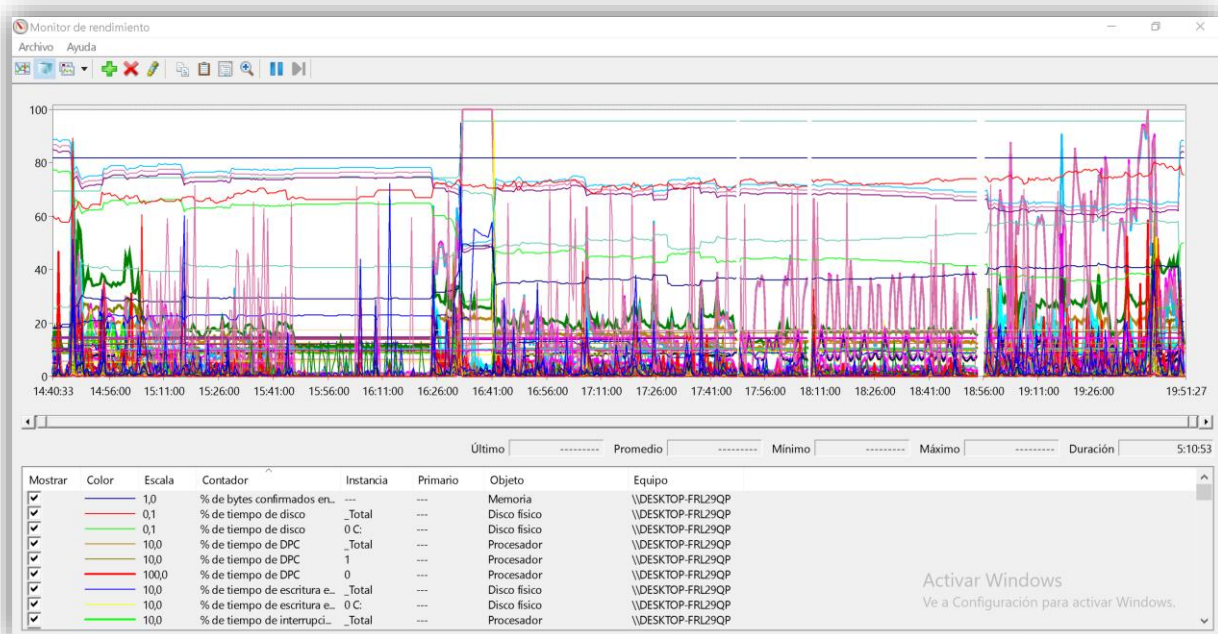 Monitor de rendimiento
Archivo Ayuda
100
80
60
40
20
0
14:40:33 14:56:00 15:11:00 15:26:00 15:41:00 15:56:00 16:11:00 16:26:00 16:41:00 16:56:00 17:11:00 17:26:00 17:41:00 17:56:00 18:11:00 18:26:00 18:41:00 18:56:00 19:11:00 19:26:00 19:51:27
Último --------- Promedio --------- Mínimo --------- Máximo --------- Duración 5:10:53
Mostrar Color Escala Contador Instancia Primario Objeto Equipo
1,0 % de bytes confirmados en... --- --- Memoria \\DESKTOP-FRL29QP
0,1 % de tiempo de disco _Total --- Disco físico \\DESKTOP-FRL29QP
0,1 % de tiempo de disco 0 C: --- Disco físico \\DESKTOP-FRL29QP
10,0 % de tiempo de DPC _Total --- Procesador \\DESKTOP-FRL29QP
10,0 % de tiempo de DPC 1 --- Procesador \\DESKTOP-FRL29QP
100,0 % de tiempo de DPC 0 --- Procesador \\DESKTOP-FRL29QP
10,0 % de tiempo de escritura e... _Total --- Disco físico \\DESKTOP-FRL29QP
10,0 % de tiempo de escritura e... 0 C: --- Disco físico \\DESKTOP-FRL29QP
10,0 % de tiempo de interrupci... _Total --- Procesador \\DESKTOP-FRL29QP
Activar Windows
Ve a Configuración para activar Windows.